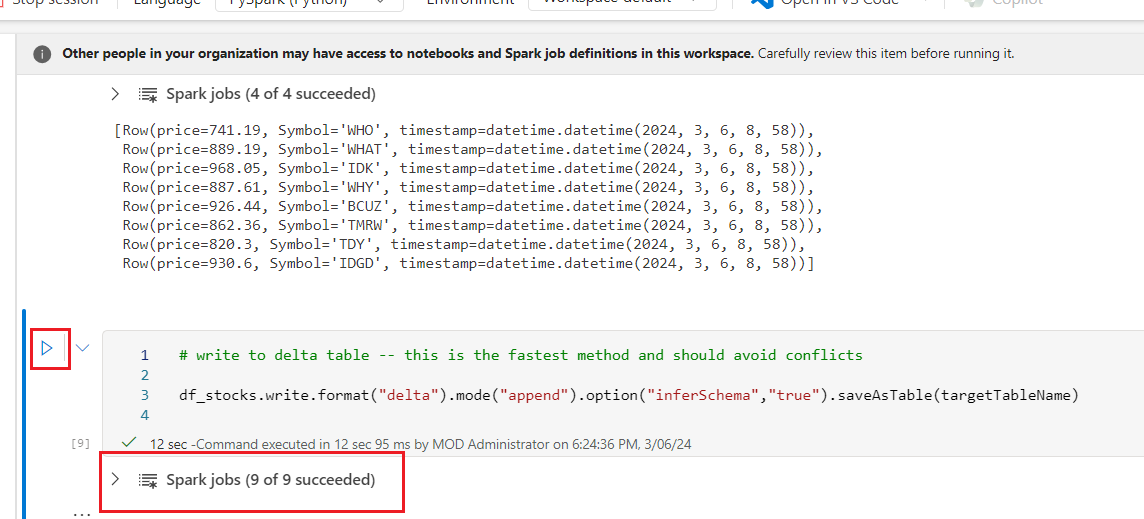 Stop session Language PySpark (Python) Environment Workspace default Open in VS Code Copilot
Other people in your organization may have access to notebooks and Spark job definitions in this workspace. Carefully review this item before running it.
Spark jobs (4 of 4 succeeded)
[Row(price=741.19, Symbol='WHO', timestamp=datetime.datetime(2024, 3, 6, 8, 58)),
Row(price=889.19, Symbol='WHAT', timestamp=datetime.datetime(2024, 3, 6, 8, 58)),
Row(price=968.05, Symbol='IDK', timestamp=datetime.datetime(2024, 3, 6, 8, 58)),
Row(price=887.61, Symbol='WHY', timestamp=datetime.datetime(2024, 3, 6, 8, 58)),
Row(price=926.44, Symbol='BCUZ', timestamp=datetime.datetime(2024, 3, 6, 8, 58)),
Row(price=862.36, Symbol='TMRW', timestamp=datetime.datetime(2024, 3, 6, 8, 58)),
Row(price=820.3, Symbol='TDY', timestamp=datetime.datetime(2024, 3, 6, 8, 58)),
Row(price=930.6, Symbol='IDGD', timestamp=datetime.datetime(2024, 3, 6, 8, 58))]
1 # write to delta table -- this is the fastest method and should avoid conflicts
2
3 df_stocks.write.format("delta").mode("append").option("inferSchema","true").saveAsTable(targetTableName)
4
[9] 12 sec -Command executed in 12 sec 95 ms by MOD Administrator on 6:24:36 PM, 3/06/24
Spark jobs (9 of 9 succeeded)
...